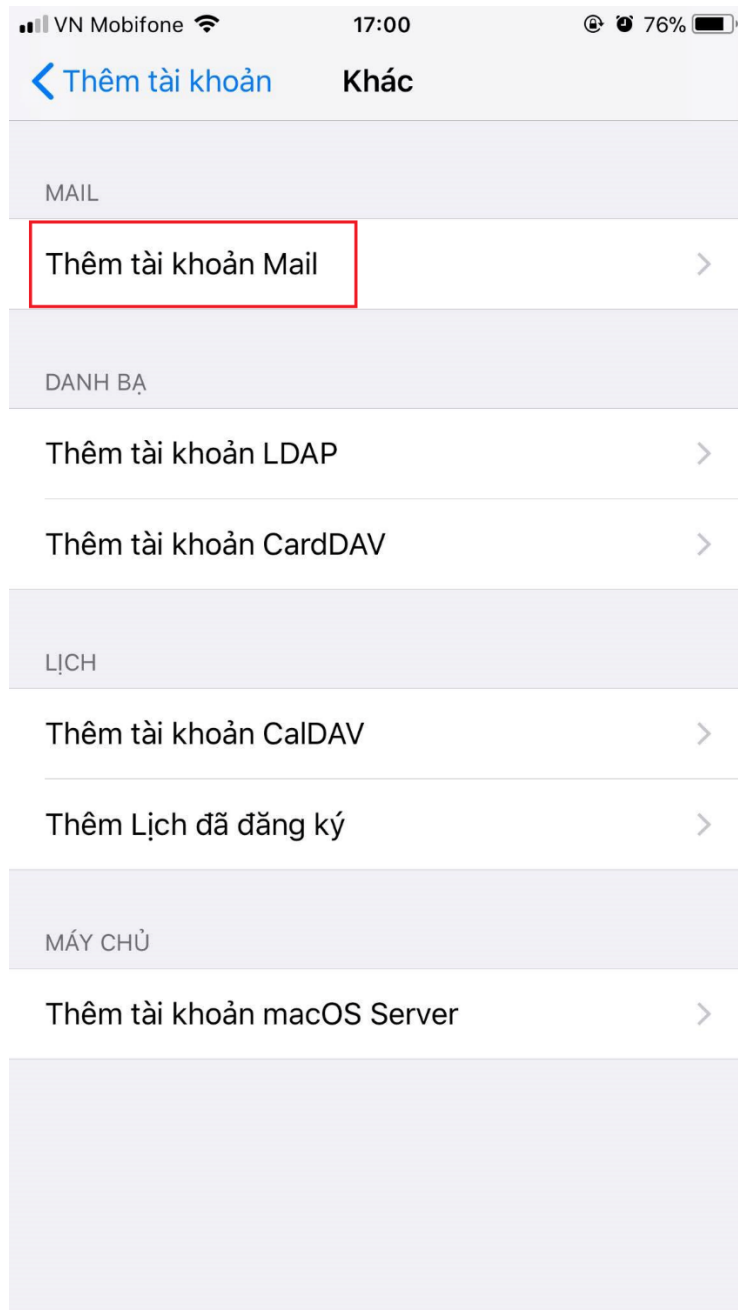 VN Mobifone 17:00 76%
Thêm tài khoản Khác
MAIL
Thêm tài khoản Mail
DANH BẠ
Thêm tài khoản LDAP
Thêm tài khoản CardDAV
LỊCH
Thêm tài khoản CalDAV
Thêm Lịch đã đăng ký
MÁY CHỦ
Thêm tài khoản macOS Server